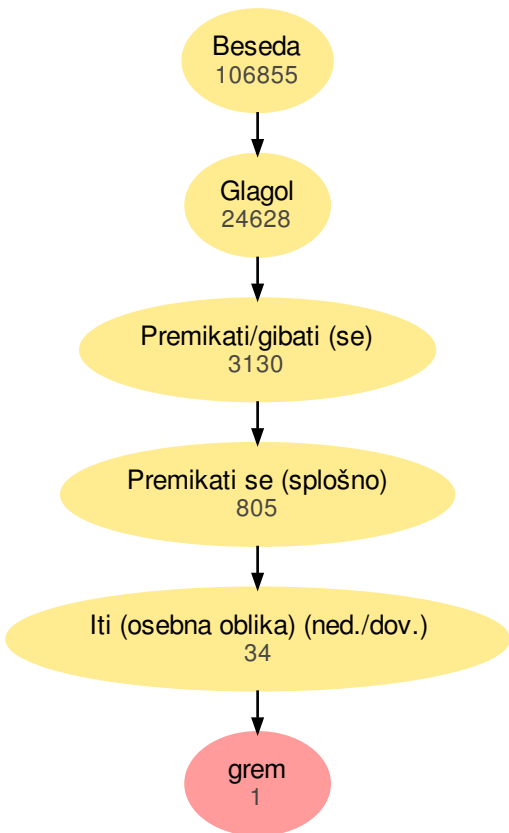 Beseda
106855
Glagol
24628
Premikati/gibati (se)
3130
Premikati se (splošno)
805
Iti (osebna oblika) (ned./dov.)
34
grem
1